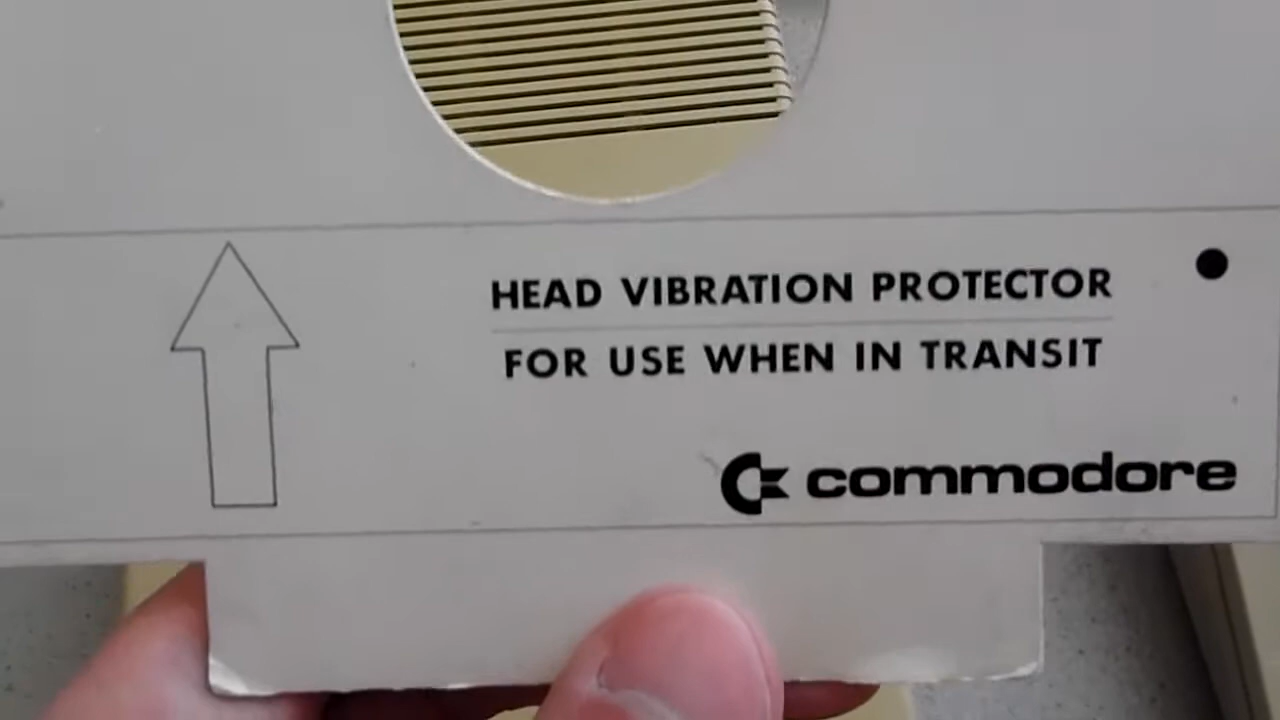 HEAD VIBRATION PROTECTOR
FOR USE WHEN IN TRANSIT
commodore